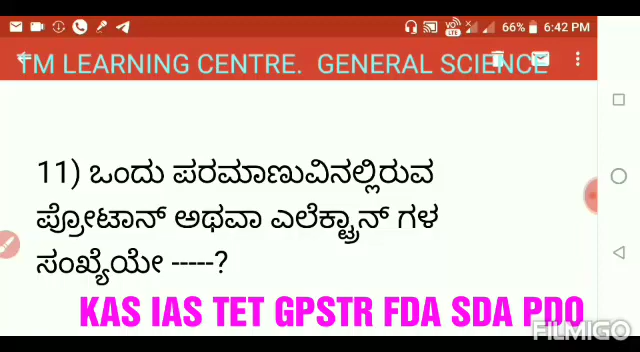 66% 6:42 PM
TM LEARNING CENTRE. GENERAL SCIENCE
11) ಒಂದು ಪರಮಾಣುವಿನಲ್ಲಿರುವ
ಪ್ರೋಟಾನ್ ಅಥವಾ ಎಲೆಕ್ಟ್ರಾನ್ ಗಳ
ಸಂಖ್ಯೆಯೇ -----?
KAS IAS TET GPSTR FDA SDA PDO
FILMIGO